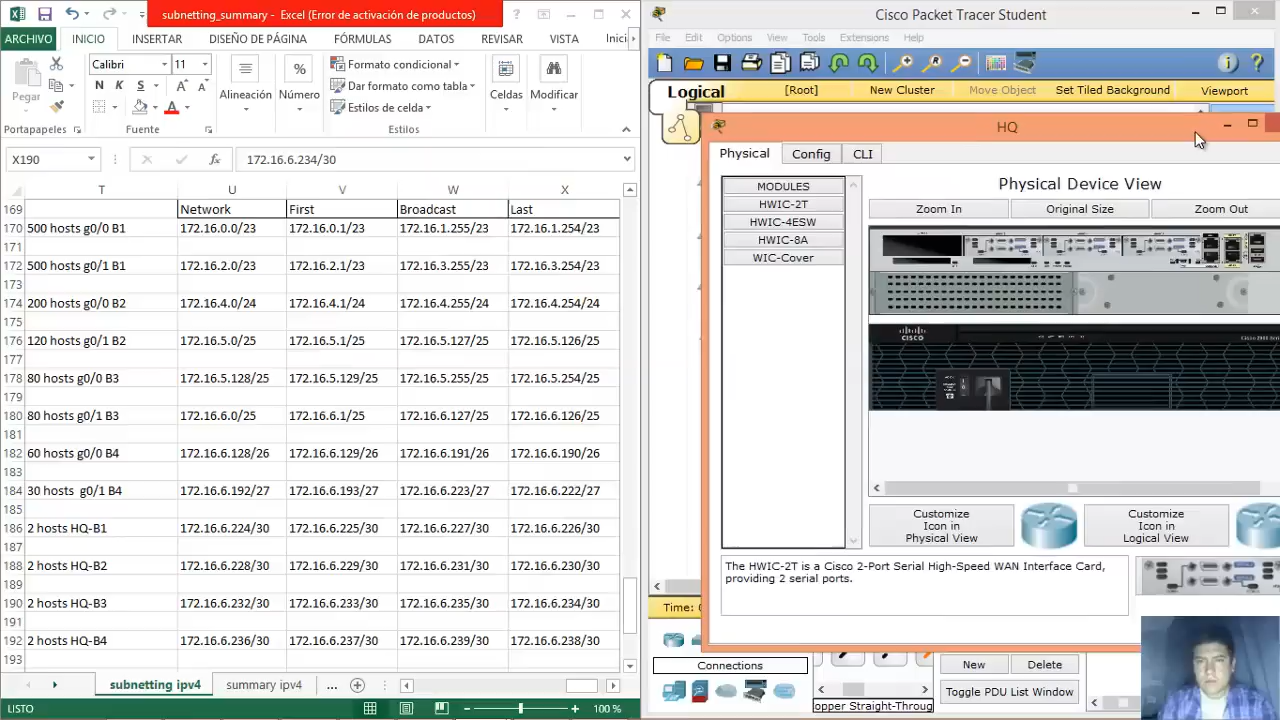 subnetting_summary - Excel (Error de activación de productos)
ARCHIVO INICIO INSERTAR DISEÑO DE PÁGINA FÓRMULAS DATOS REVISAR VISTA Inici
Pegar
Calibri 11
N K S
A A
A
Alineación
%
Número
Formato condicional
Dar formato como tabla
Estilos de celda
Celdas
Modificar
Portapapeles Fuente Estilos
X190 fx 172.16.6.234/30
T U V W X
169 Network First Broadcast Last
170 500 hosts g0/0 B1 172.16.0.0/23 172.16.0.1/23 172.16.1.255/23 172.16.1.254/23
171
172 500 hosts g0/1 B1 172.16.2.0/23 172.16.2.1/23 172.16.3.255/23 172.16.3.254/23
173
174 200 hosts g0/0 B2 172.16.4.0/24 172.16.4.1/24 172.16.4.255/24 172.16.4.254/24
175
176 120 hosts g0/1 B2 172.16.5.0/25 172.16.5.1/25 172.16.5.127/25 172.16.5.126/25
177
178 80 hosts g0/0 B3 172.16.5.128/25 172.16.5.129/25 172.16.5.255/25 172.16.5.254/25
179
180 80 hosts g0/1 B3 172.16.6.0/25 172.16.6.1/25 172.16.6.127/25 172.16.6.126/25
181
182 60 hosts g0/0 B4 172.16.6.128/26 172.16.6.129/26 172.16.6.191/26 172.16.6.190/26
183
184 30 hosts g0/1 B4 172.16.6.192/27 172.16.6.193/27 172.16.6.223/27 172.16.6.222/27
185
186 2 hosts HQ-B1 172.16.6.224/30 172.16.6.225/30 172.16.6.227/30 172.16.6.226/30
187
188 2 hosts HQ-B2 172.16.6.228/30 172.16.6.229/30 172.16.6.231/30 172.16.6.230/30
189
190 2 hosts HQ-B3 172.16.6.232/30 172.16.6.233/30 172.16.6.235/30 172.16.6.234/30
191
192 2 hosts HQ-B4 172.16.6.236/30 172.16.6.237/30 172.16.6.239/30 172.16.6.238/30
193
subnetting ipv4 summary ipv4 ...
LISTO 100 %
Cisco Packet Tracer Student
File Edit Options View Tools Extensions Help
Logical [Root] New Cluster Move Object Set Tiled Background Viewport
HQ
Physical Config CLI
MODULES
HWIC-2T
HWIC-4ESW
HWIC-8A
WIC-Cover
Physical Device View
Zoom In Original Size Zoom Out
CISCO
Customize
Icon in
Physical View
Customize
Icon in
Logical View
The HWIC-2T is a Cisco 2-Port Serial High-Speed WAN Interface Card,
providing 2 serial ports.
Time:
Connections
New Delete
Toggle PDU List Window
opper Straight-Throug